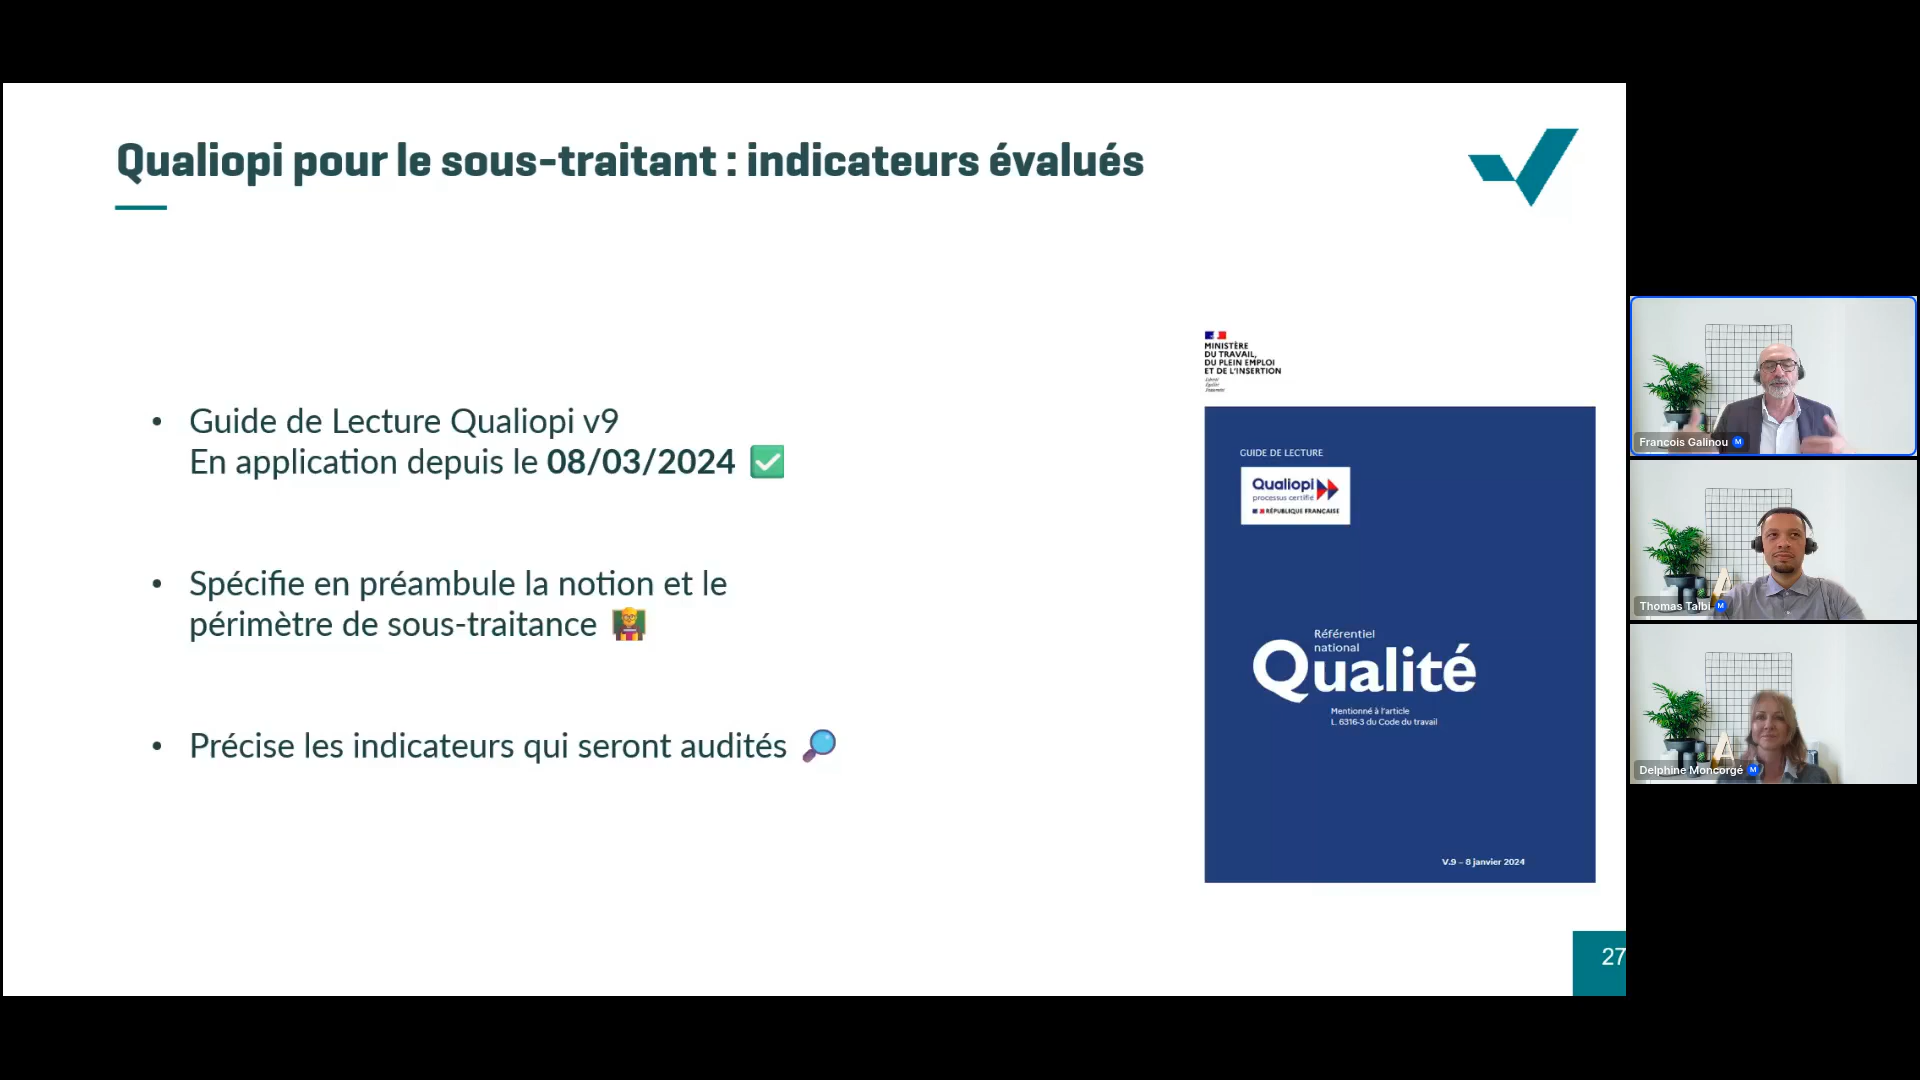 Qualiopi pour le sous-traitant : indicateurs évalués
• Guide de Lecture Qualiopi v9
En application depuis le 08/03/2024 ✅
• Spécifie en préambule la notion et le
périmètre de sous-traitance
• Précise les indicateurs qui seront audités
MINISTÈRE
DU TRAVAIL,
DU PLEIN EMPLOI
ET DE L'INSERTION
GUIDE DE LECTURE
Qualiopi
processus certifié
RÉPUBLIQUE FRANÇAISE
Référentiel
national
Qualité
Mentionné à l'article
L. 6316-3 du Code du travail
V.9 – 8 janvier 2024
27
Francois Galinou M
Thomas Talbi M
Delphine Moncorgé M